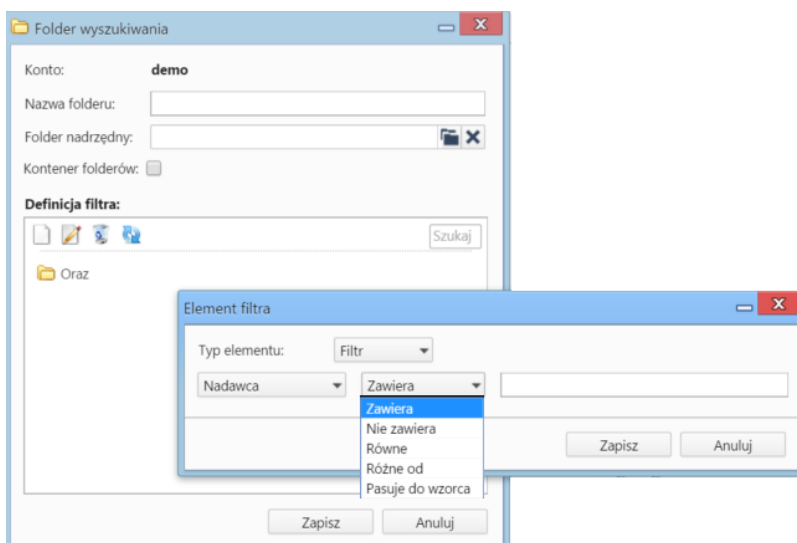 Folder wyszukiwania
Konto: demo
Nazwa folderu:
Folder nadrzędny:
Kontener folderów:
Definicja filtra:
Szukaj
Oraz
Element filtra
Typ elementu: Filtr
Nadawca Zawiera
Zawiera
Nie zawiera
Równe
Różne od
Pasuje do wzorca
Zapisz Anuluj
Zapisz Anuluj